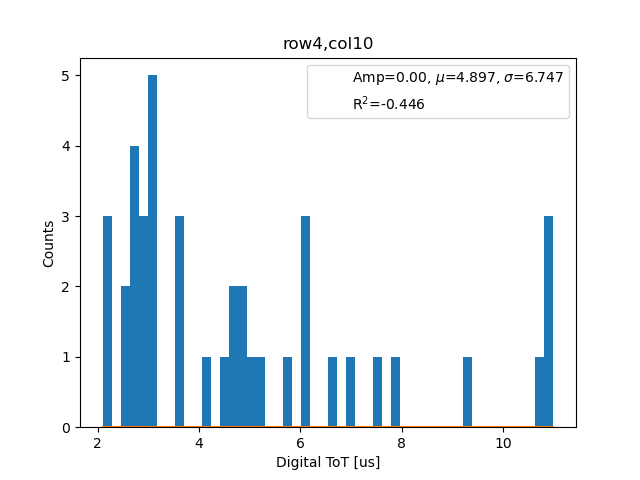 row4,col10
Amp=0.00, μ=4.897, σ=6.747
R²=-0.446
5
4
3
2
1
0
Counts
2 4 6 8 10
Digital ToT [us]